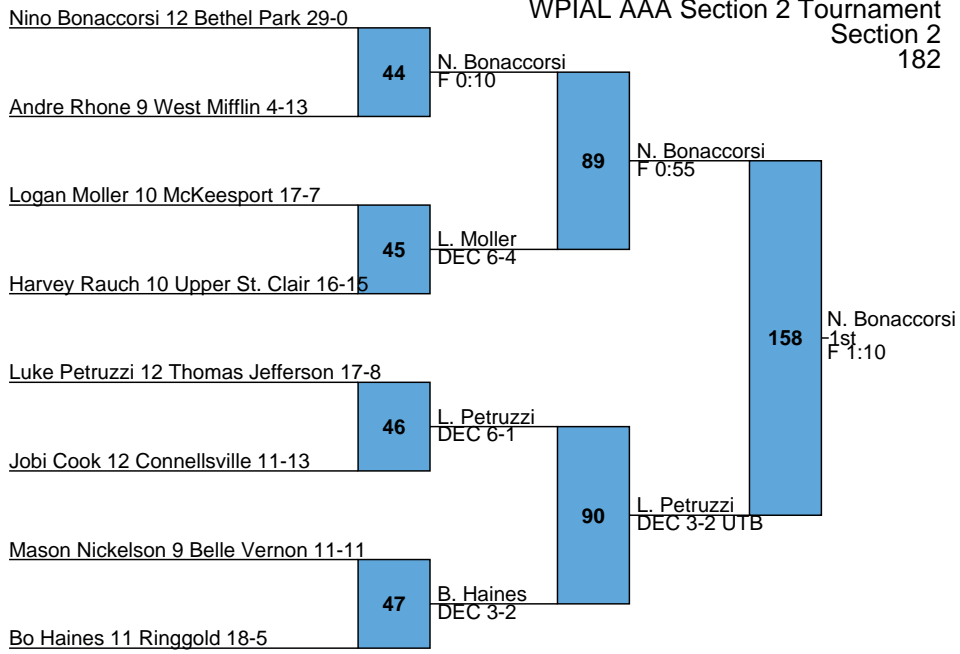 WPIAL AAA Section 2 Tournament
Section 2
182
Nino Bonaccorsi 12 Bethel Park 29-0
44
N. Bonaccorsi
F 0:10
Andre Rhone 9 West Mifflin 4-13
89
N. Bonaccorsi
F 0:55
Logan Moller 10 McKeesport 17-7
45
L. Moller
DEC 6-4
Harvey Rauch 10 Upper St. Clair 16-15
158
N. Bonaccorsi
1st
F 1:10
Luke Petruzzi 12 Thomas Jefferson 17-8
46
L. Petruzzi
DEC 6-1
Jobi Cook 12 Connellsville 11-13
90
L. Petruzzi
DEC 3-2 UTB
Mason Nickelson 9 Belle Vernon 11-11
47
B. Haines
DEC 3-2
Bo Haines 11 Ringgold 18-5